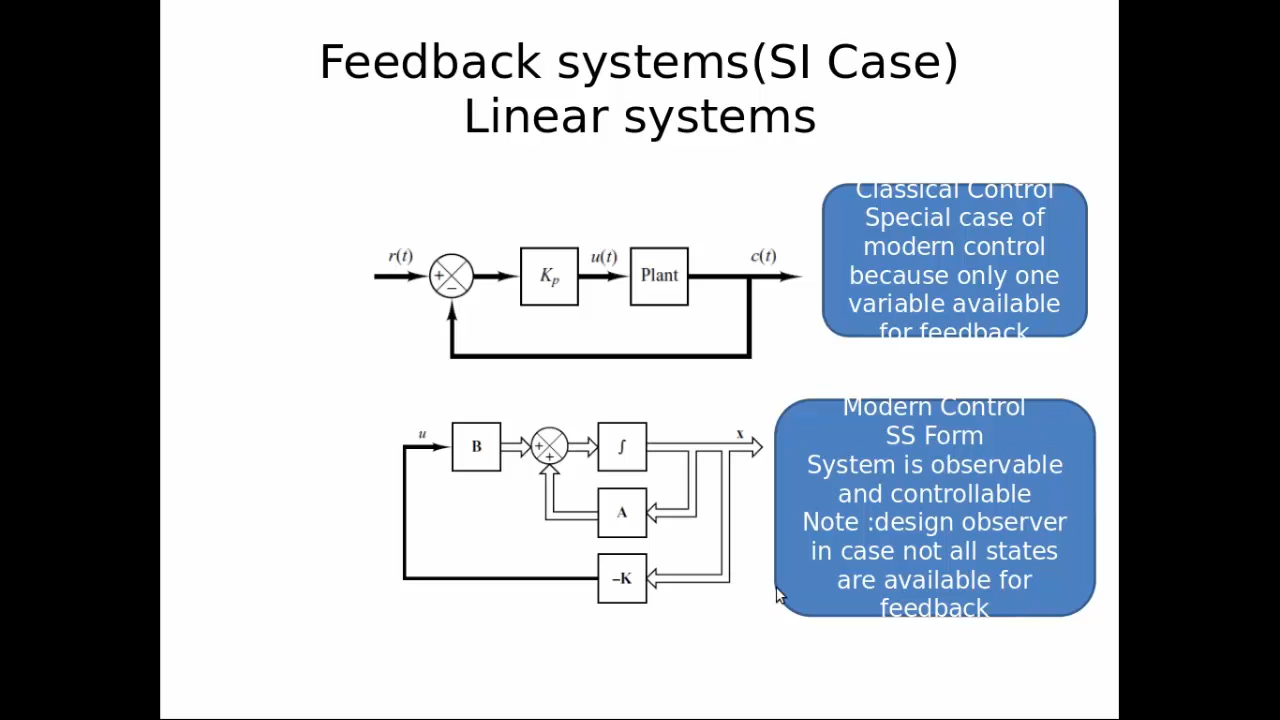 Feedback systems(SI Case)
Linear systems
Classical Control
Special case of
modern control
because only one
variable available
for feedback
r(t)
+
−
Kp
u(t)
Plant
c(t)
Modern Control
SS Form
System is observable
and controllable
Note :design observer
in case not all states
are available for
feedback
u
B
+
+
∫
x
A
–K